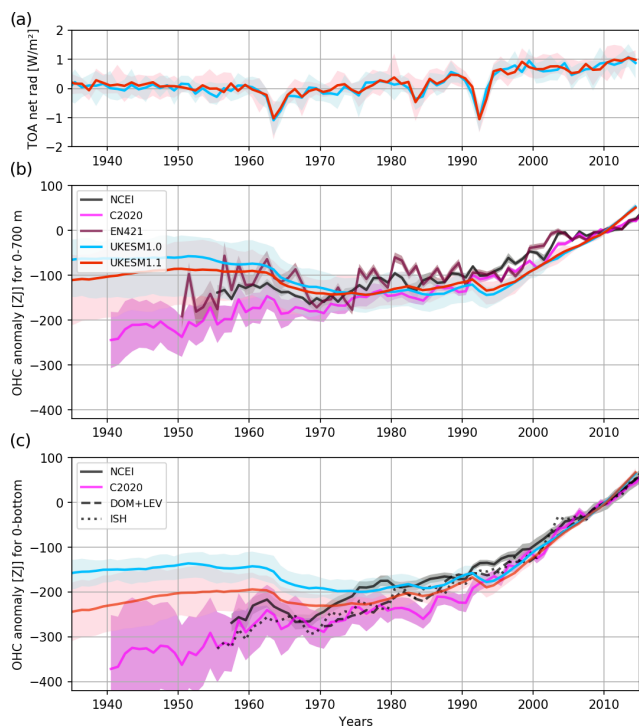 (a)
TOA net rad [W/m²]
2
1
0
−1
−2
1940 1950 1960 1970 1980 1990 2000 2010
(b)
OHC anomaly [ZJ] for 0-700 m
100
0
−100
−200
−300
−400
NCEI
C2020
EN421
UKESM1.0
UKESM1.1
1940 1950 1960 1970 1980 1990 2000 2010
(c)
OHC anomaly [ZJ] for 0-bottom
100
0
−100
−200
−300
−400
NCEI
C2020
DOM+LEV
ISH
1940 1950 1960 1970 1980 1990 2000 2010
Years